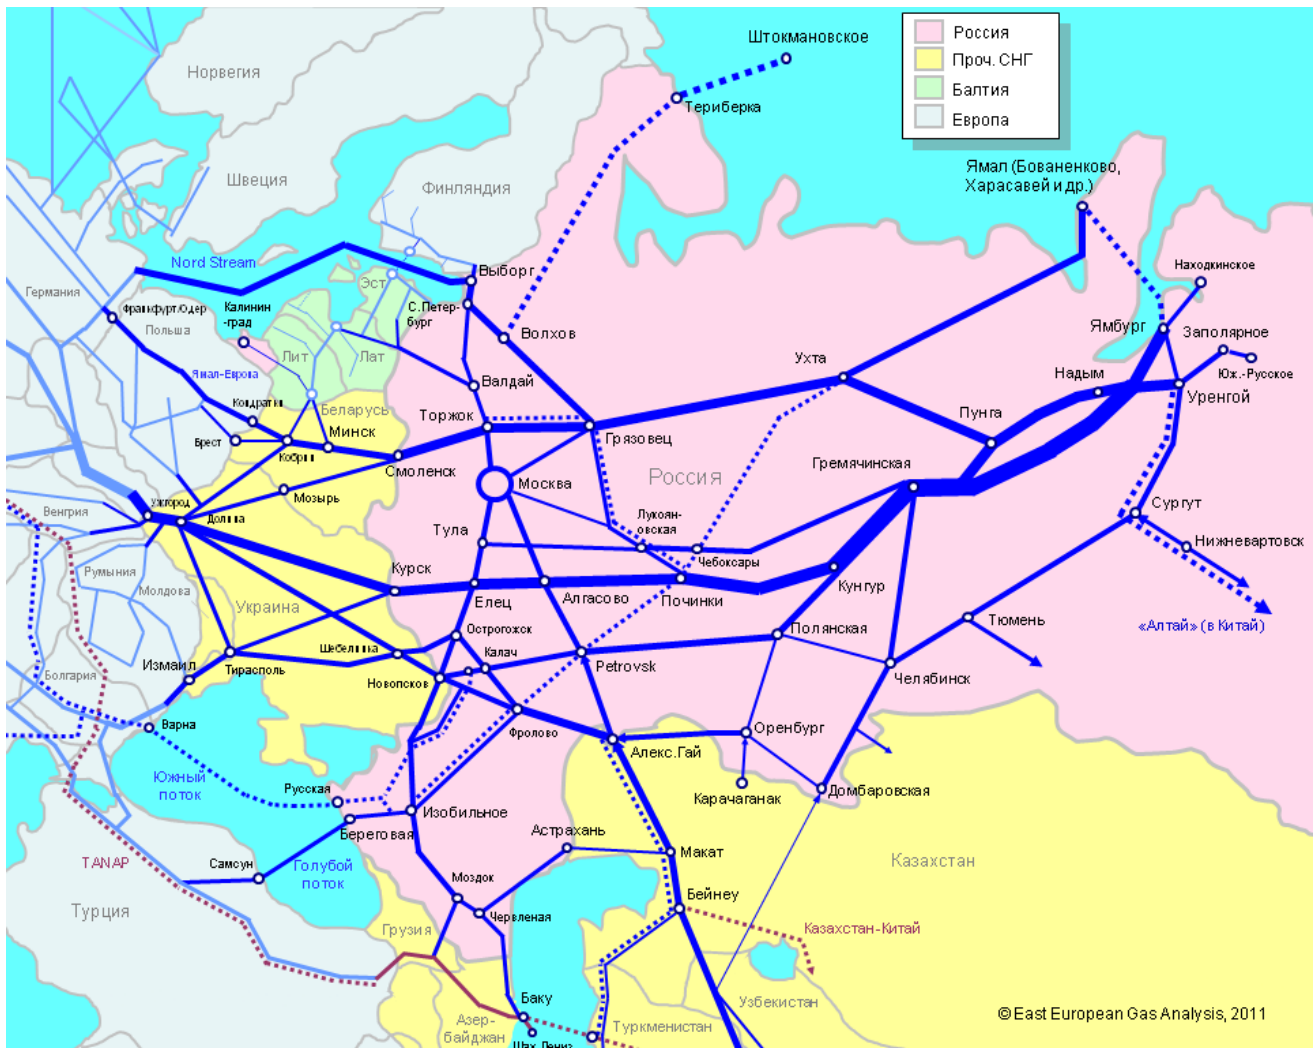 Штокмановское
Россия
Проч. СНГ
Балтия
Европа
Норвегия
Териберка
Ямал (Бованенково,
Харасавей и др.)
Швеция
Финляндия
Nord Stream
Выборг
Находкинское
Эст
Германия
Франкфурт/Одер
Калинин
-град
С.Петер-
бург
Волхов
Ямбург
Заполярное
Польша
Лит
Лат
Ухта
Надым
Юж.-Русское
Ямал-Европа
Валдай
Уренгой
Кондратки
Беларусь
Торжок
Пунга
Брест
Минск
Грязовец
Кобрин
Смоленск
Россия
Гремячинская
Москва
Ужгород
Мозырь
Сургут
Венгрия
Долина
Тула
Лукоян-
овская
Нижневартовск
Чебоксары
Румыния
Курск
Молдова
Украина
Елец
Алгасово
Починки
Кунгур
Тюмень
«Алтай» (в Китай)
Острогожск
Полянская
Шебелинка
Калач
Измаил
Тирасполь
Petrovsk
Болгария
Новопсков
Челябинск
Варна
Фролово
Оренбург
Алекс.Гай
Южный
поток
Русская
Карачаганак
Домбаровская
Изобильное
Береговая
Астрахань
TANAP
Самсун
Голубой
поток
Макат
Казахстан
Моздок
Бейнеу
Турция
Червленая
Грузия
Казахстан-Китай
Баку
Узбекистан
Азер-
байджан
Туркменистан
Шах Дениз
©East European Gas Analysis, 2011